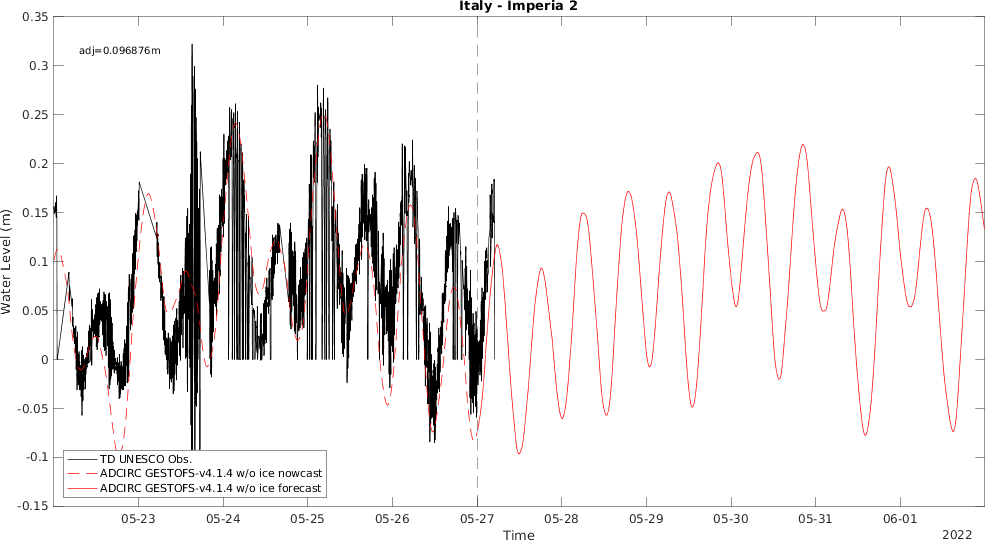 Italy - Imperia 2
adj=0.096876m
0.35
0.3
0.25
0.2
0.15
0.1
0.05
0
-0.05
-0.1
-0.15
Water Level (m)
TD UNESCO Obs.
ADCIRC GESTOFS-v4.1.4 w/o ice nowcast
ADCIRC GESTOFS-v4.1.4 w/o ice forecast
05-23 05-24 05-25 05-26 05-27 05-28 05-29 05-30 05-31 06-01
Time
2022